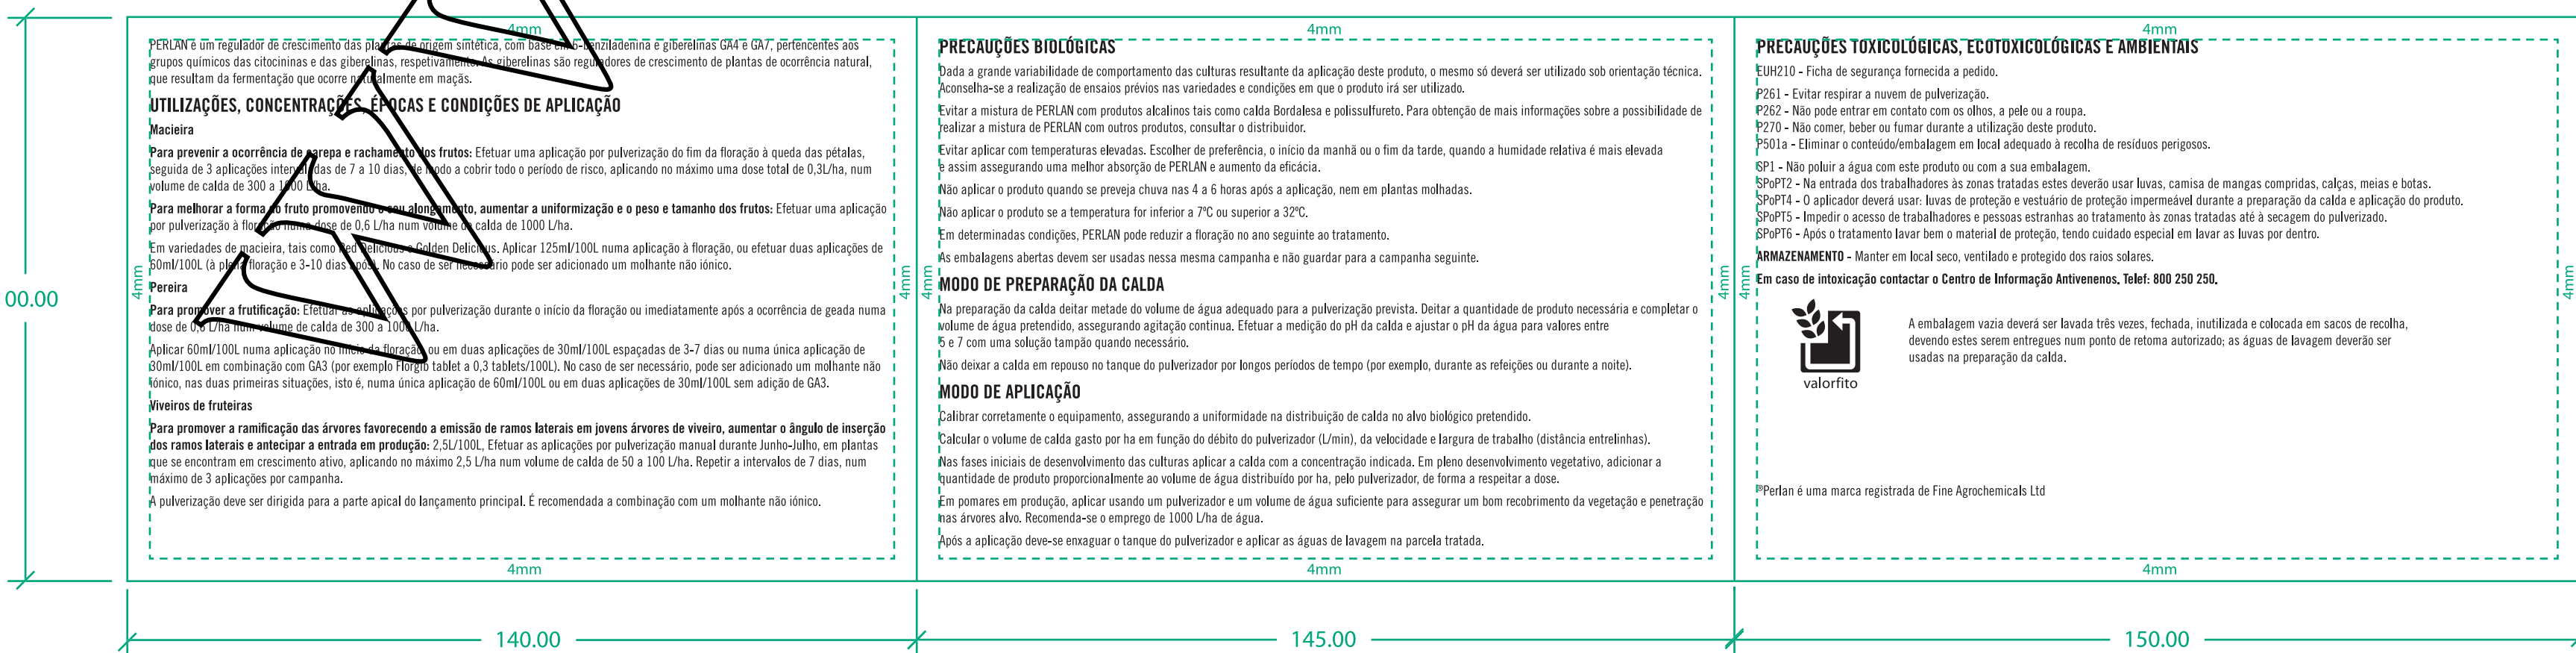 4mm
PERLAN é um regulador de crescimento das plantas de origem sintética, com base em 6-benziladenina e giberelinas GA4 e GA7, pertencentes aos
grupos químicos das citocininas e das giberelinas, respetivamente. As giberelinas são reguladores de crescimento de plantas de ocorrência natural,
que resultam da fermentação que ocorre naturalmente em maçãs.
UTILIZAÇÕES, CONCENTRAÇÕES, ÉPOCAS E CONDIÇÕES DE APLICAÇÃO
Macieira
Para prevenir a ocorrência de carepa e rachamento dos frutos: Efetuar uma aplicação por pulverização do fim da floração à queda das pétalas,
seguida de 3 aplicações intervaladas de 7 a 10 dias, de modo a cobrir todo o período de risco, aplicando no máximo uma dose total de 0,3L/ha, num
volume de calda de 300 a 1000 L/ha.
Para melhorar a forma do fruto promovendo o seu alongamento, aumentar a uniformização e o peso e tamanho dos frutos: Efetuar uma aplicação
por pulverização à floração numa dose de 0,6 L/ha num volume de calda de 1000 L/ha.
Em variedades de macieira, tais como Red Delicious e Golden Delicious. Aplicar 125ml/100L numa aplicação à floração, ou efetuar duas aplicações de
60ml/100L (à plena floração e 3-10 dias após). No caso de ser necessário pode ser adicionado um molhante não iónico.
Pereira
Para promover a frutificação: Efetuar as aplicações por pulverização durante o início da floração ou imediatamente após a ocorrência de geada numa
dose de 0,6 L/ha num volume de calda de 300 a 1000 L/ha.
Aplicar 60ml/100L numa aplicação no início da floração, ou em duas aplicações de 30ml/100L espaçadas de 3-7 dias ou numa única aplicação de
30ml/100L em combinação com GA3 (por exemplo Florgib tablet a 0,3 tablets/100L). No caso de ser necessário, pode ser adicionado um molhante não
iónico, nas duas primeiras situações, isto é, numa única aplicação de 60ml/100L ou em duas aplicações de 30ml/100L sem adição de GA3.
Viveiros de fruteiras
Para promover a ramificação das árvores favorecendo a emissão de ramos laterais em jovens árvores de viveiro, aumentar o ângulo de inserção
dos ramos laterais e antecipar a entrada em produção: 2,5L/100L, Efetuar as aplicações por pulverização manual durante Junho-Julho, em plantas
que se encontram em crescimento ativo, aplicando no máximo 2,5 L/ha num volume de calda de 50 a 100 L/ha. Repetir a intervalos de 7 dias, num
máximo de 3 aplicações por campanha.
A pulverização deve ser dirigida para a parte apical do lançamento principal. É recomendada a combinação com um molhante não iónico.
4mm
4mm
4mm
00.00
140.00
4mm
PRECAUÇÕES BIOLÓGICAS
Dada a grande variabilidade de comportamento das culturas resultante da aplicação deste produto, o mesmo só deverá ser utilizado sob orientação técnica.
Aconselha-se a realização de ensaios prévios nas variedades e condições em que o produto irá ser utilizado.
Evitar a mistura de PERLAN com produtos alcalinos tais como calda Bordalesa e polissulfureto. Para obtenção de mais informações sobre a possibilidade de
realizar a mistura de PERLAN com outros produtos, consultar o distribuidor.
Evitar aplicar com temperaturas elevadas. Escolher de preferência, o início da manhã ou o fim da tarde, quando a humidade relativa é mais elevada
e assim assegurando uma melhor absorção de PERLAN e aumento da eficácia.
Não aplicar o produto quando se preveja chuva nas 4 a 6 horas após a aplicação, nem em plantas molhadas.
Não aplicar o produto se a temperatura for inferior a 7ºC ou superior a 32ºC.
Em determinadas condições, PERLAN pode reduzir a floração no ano seguinte ao tratamento.
As embalagens abertas devem ser usadas nessa mesma campanha e não guardar para a campanha seguinte.
MODO DE PREPARAÇÃO DA CALDA
Na preparação da calda deitar metade do volume de água adequado para a pulverização prevista. Deitar a quantidade de produto necessária e completar o
volume de água pretendido, assegurando agitação continua. Efetuar a medição do pH da calda e ajustar o pH da água para valores entre
5 e 7 com uma solução tampão quando necessário.
Não deixar a calda em repouso no tanque do pulverizador por longos períodos de tempo (por exemplo, durante as refeições ou durante a noite).
MODO DE APLICAÇÃO
Calibrar corretamente o equipamento, assegurando a uniformidade na distribuição de calda no alvo biológico pretendido.
Calcular o volume de calda gasto por ha em função do débito do pulverizador (L/min), da velocidade e largura de trabalho (distância entrelinhas).
Nas fases iniciais de desenvolvimento das culturas aplicar a calda com a concentração indicada. Em pleno desenvolvimento vegetativo, adicionar a
quantidade de produto proporcionalmente ao volume de água distribuído por ha, pelo pulverizador, de forma a respeitar a dose.
Em pomares em produção, aplicar usando um pulverizador e um volume de água suficiente para assegurar um bom recobrimento da vegetação e penetração
nas árvores alvo. Recomenda-se o emprego de 1000 L/ha de água.
Após a aplicação deve-se enxaguar o tanque do pulverizador e aplicar as águas de lavagem na parcela tratada.
4mm
4mm
4mm
145.00
4mm
PRECAUÇÕES TOXICOLÓGICAS, ECOTOXICOLÓGICAS E AMBIENTAIS
EUH210 - Ficha de segurança fornecida a pedido.
P261 - Evitar respirar a nuvem de pulverização.
P262 - Não pode entrar em contato com os olhos, a pele ou a roupa.
P270 - Não comer, beber ou fumar durante a utilização deste produto.
P501a - Eliminar o conteúdo/embalagem em local adequado à recolha de resíduos perigosos.
SP1 - Não poluir a água com este produto ou com a sua embalagem.
SPoPT2 - Na entrada dos trabalhadores às zonas tratadas estes deverão usar luvas, camisa de mangas compridas, calças, meias e botas.
SPoPT4 - O aplicador deverá usar: luvas de proteção e vestuário de proteção impermeável durante a preparação da calda e aplicação do produto.
SPoPT5 - Impedir o acesso de trabalhadores e pessoas estranhas ao tratamento às zonas tratadas até à secagem do pulverizado.
SPoPT6 - Após o tratamento lavar bem o material de proteção, tendo cuidado especial em lavar as luvas por dentro.
ARMAZENAMENTO - Manter em local seco, ventilado e protegido dos raios solares.
Em caso de intoxicação contactar o Centro de Informação Antivenenos. Telef: 800 250 250.
A embalagem vazia deverá ser lavada três vezes, fechada, inutilizada e colocada em sacos de recolha,
devendo estes serem entregues num ponto de retoma autorizado; as águas de lavagem deverão ser
usadas na preparação da calda.
valorfito
®Perlan é uma marca registrada de Fine Agrochemicals Ltd
4mm
4mm
4mm
150.00